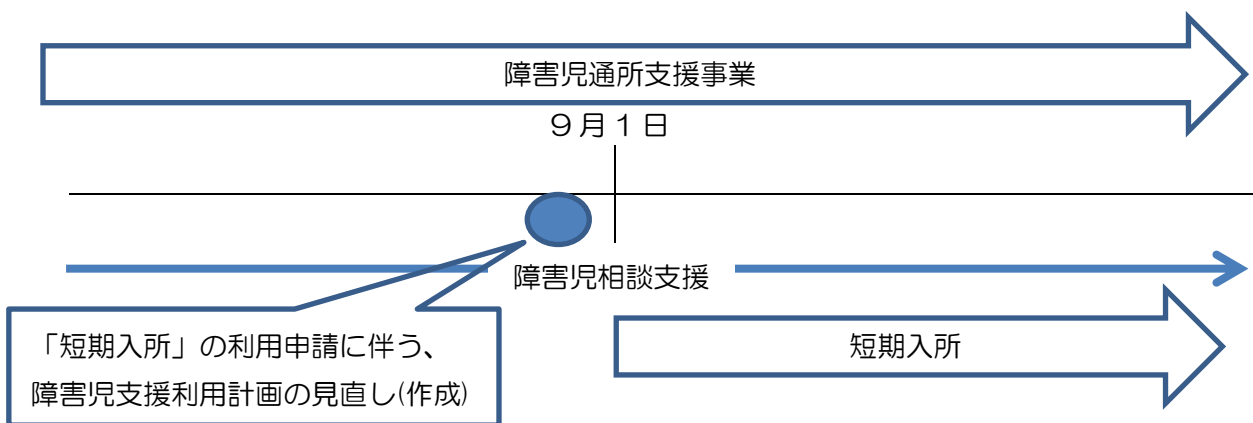 障害児通所支援事業
９月１日
障害児相談支援
「短期入所」の利用申請に伴う、
障害児支援利用計画の見直し(作成)
短期入所